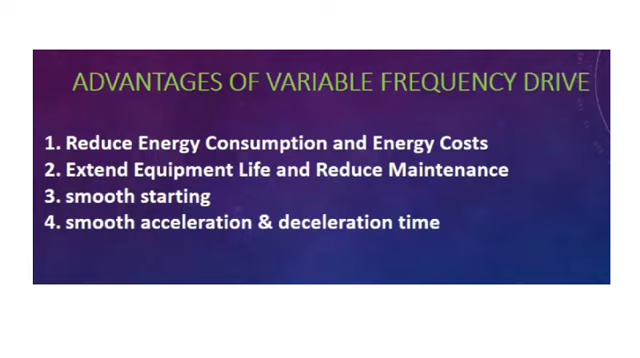 ADVANTAGES OF VARIABLE FREQUENCY DRIVE
1. Reduce Energy Consumption and Energy Costs
2. Extend Equipment Life and Reduce Maintenance
3. smooth starting
4. smooth acceleration & deceleration time